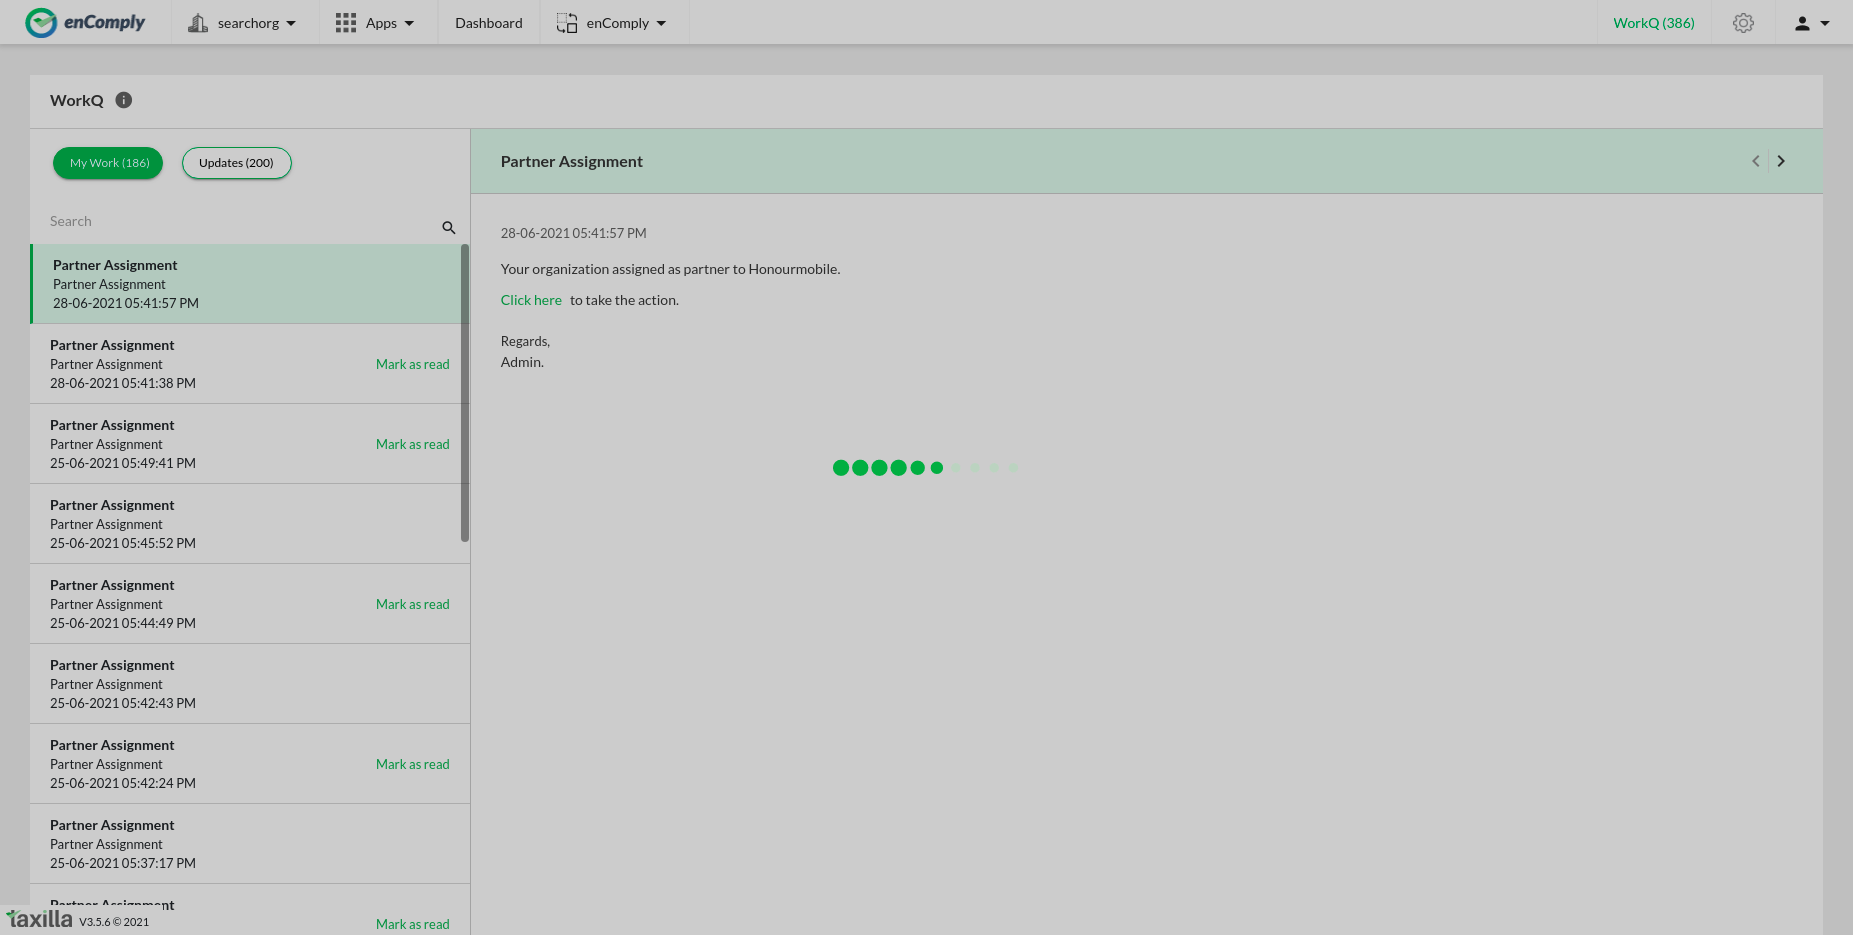 enComply
searchorg
Apps
Dashboard
enComply
WorkQ (386)
WorkQ
My Work (186)
Updates (200)
Search
Partner Assignment
Partner Assignment
28-06-2021 05:41:57 PM
Partner Assignment
Partner Assignment
Mark as read
28-06-2021 05:41:38 PM
Partner Assignment
Partner Assignment
Mark as read
25-06-2021 05:49:41 PM
Partner Assignment
Partner Assignment
25-06-2021 05:45:52 PM
Partner Assignment
Partner Assignment
Mark as read
25-06-2021 05:44:49 PM
Partner Assignment
Partner Assignment
25-06-2021 05:42:43 PM
Partner Assignment
Partner Assignment
Mark as read
25-06-2021 05:42:24 PM
Partner Assignment
Partner Assignment
25-06-2021 05:37:17 PM
Partner Assignment
Mark as read
Partner Assignment
28-06-2021 05:41:57 PM
Your organization assigned as partner to Honourmobile.
Click here to take the action.
Regards,
Admin.
taxilla V3.5.6 © 2021